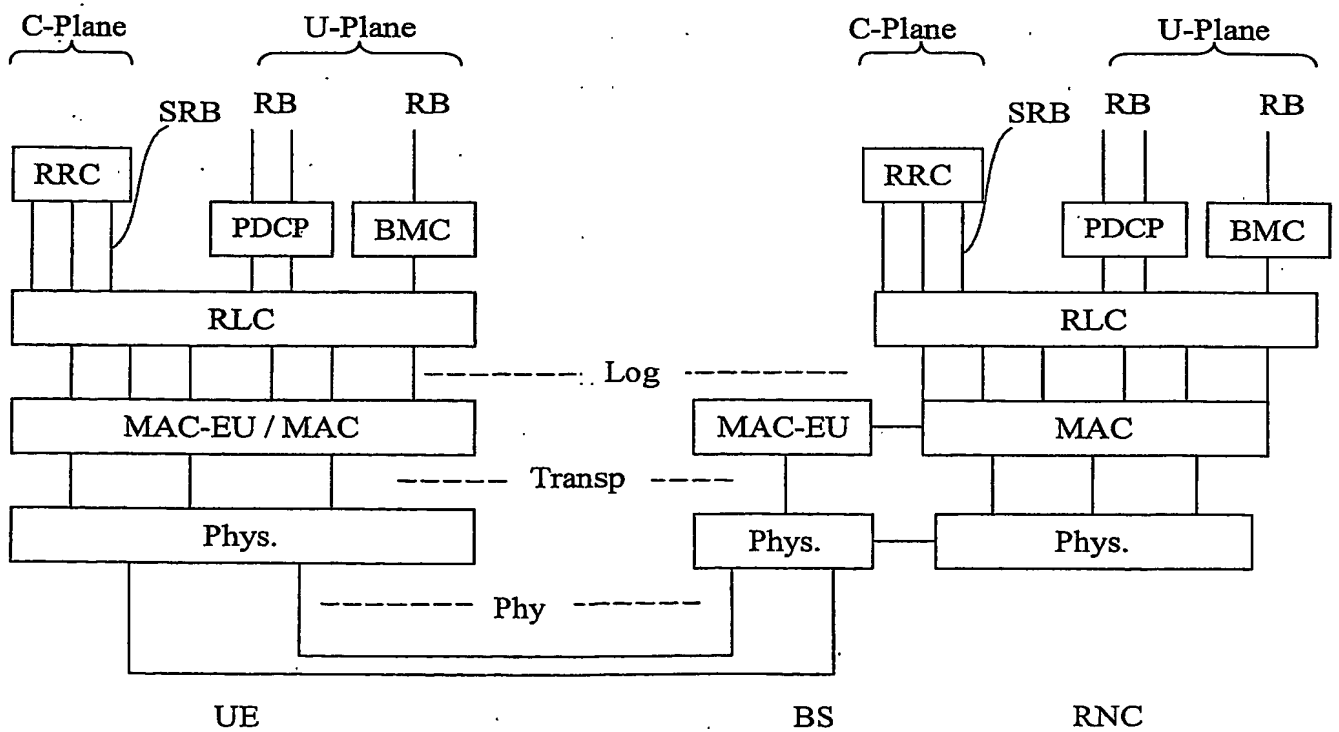 C-Plane U-Plane C-Plane U-Plane
SRB RB RB SRB RB RB
RRC RRC
PDCP BMC PDCP BMC
RLC RLC
Log
MAC-EU / MAC MAC-EU MAC
Transp
Phys. Phys. Phys.
Phy
UE BS RNC